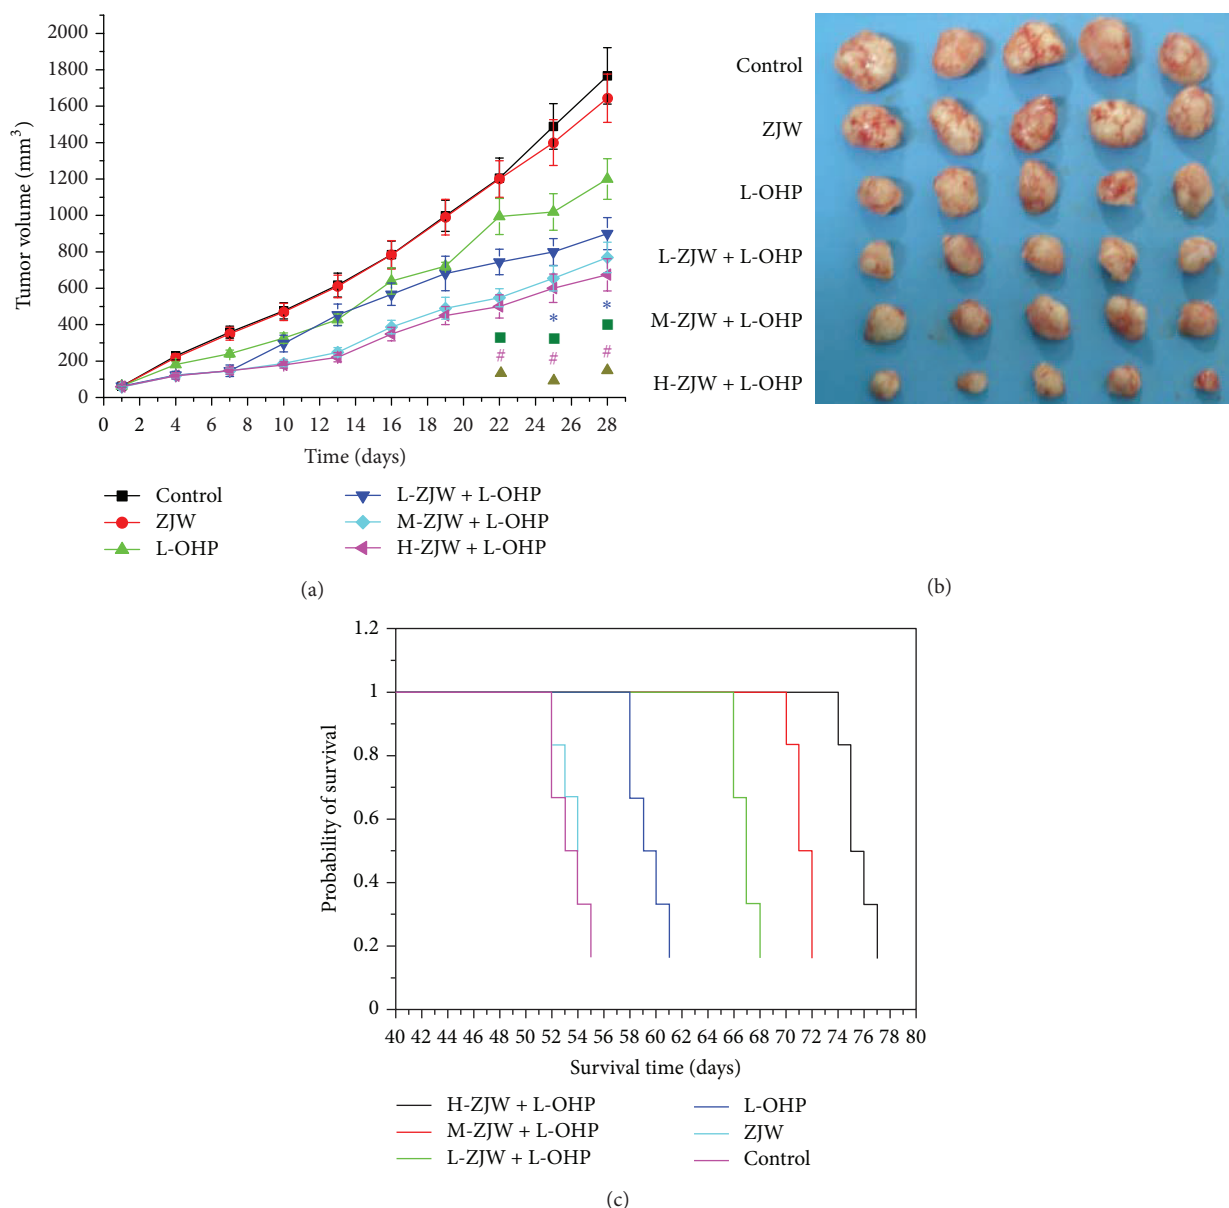 2000
1800
1600
1400
1200
1000
800
600
400
200
0
Tumor volume (mm³)
0 2 4 6 8 10 12 14 16 18 20 22 24 26 28
Time (days)
* *
# # #
Control
ZJW
L-OHP
L-ZJW + L-OHP
M-ZJW + L-OHP
H-ZJW + L-OHP
(a)
Control
ZJW
L-OHP
L-ZJW + L-OHP
M-ZJW + L-OHP
H-ZJW + L-OHP
(b)
1.2
1
0.8
0.6
0.4
0.2
0
Probability of survival
40 42 44 46 48 50 52 54 56 58 60 62 64 66 68 70 72 74 76 78 80
Survival time (days)
H-ZJW + L-OHP
M-ZJW + L-OHP
L-ZJW + L-OHP
L-OHP
ZJW
Control
(c)